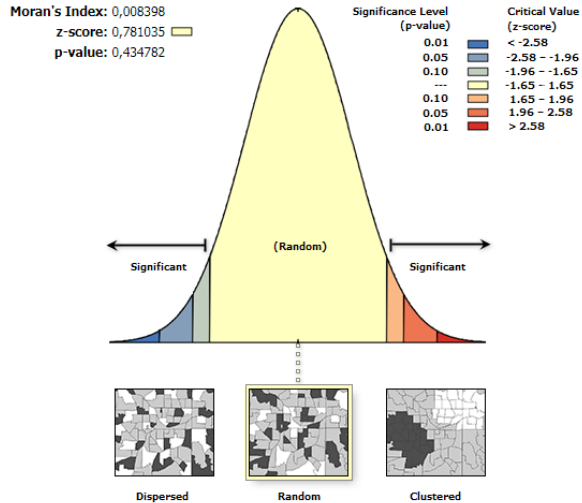 Moran's Index: 0,008398
z-score: 0,781035
p-value: 0,434782
Significance Level
(p-value)
Critical Value
(z-score)
0.01 < -2.58
0.05 -2.58 - -1.96
0.10 -1.96 - -1.65
--- -1.65 - 1.65
0.10 1.65 - 1.96
0.05 1.96 - 2.58
0.01 > 2.58
(Random)
Significant
Significant
Dispersed
Random
Clustered